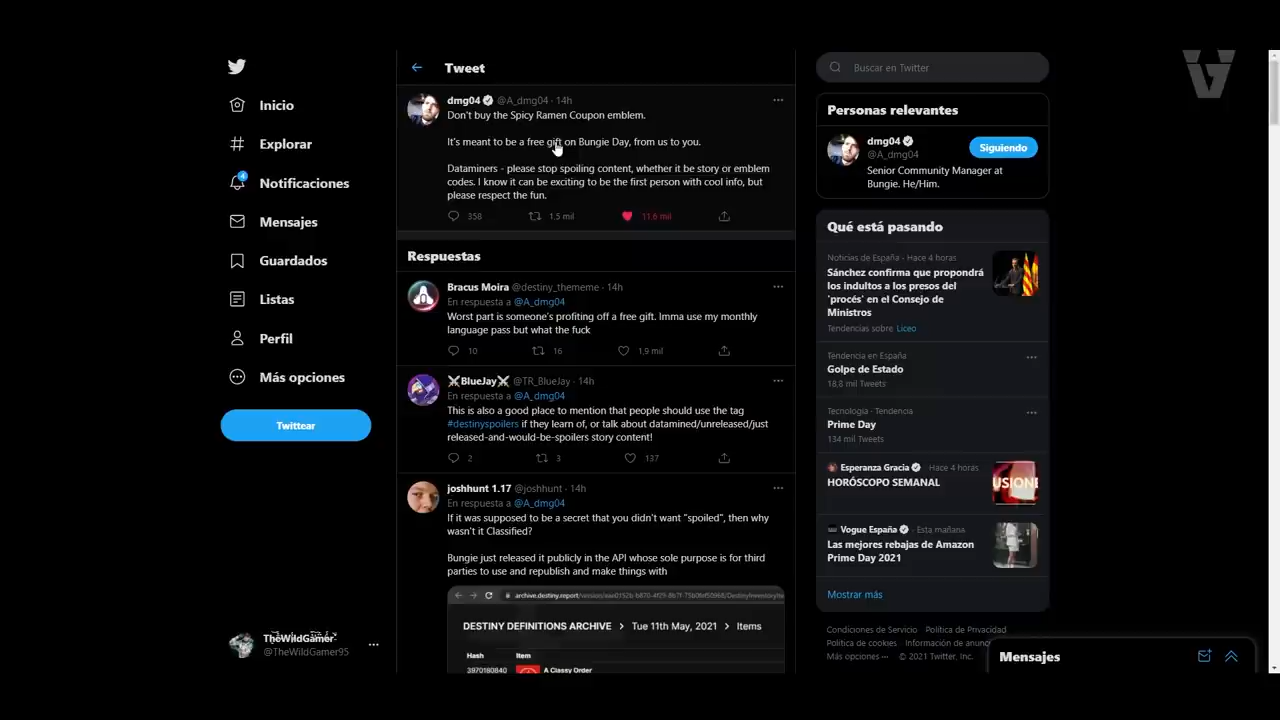 Tweet
dmg04 @A_dmg04 · 14h
Don't buy the Spicy Ramen Coupon emblem.
It's meant to be a free gift on Bungie Day, from us to you.
Dataminers - please stop spoiling content, whether it be story or emblem
codes. I know it can be exciting to be the first person with cool info, but
please respect the fun.
358 1,5 mil 11,6 mil
Respuestas
Bracus Moira @destiny_thememe · 14h
En respuesta a @A_dmg04
Worst part is someone's profiting off a free gift. Imma use my monthly
language pass but what the fuck
10 16 1,9 mil
⚔BlueJay⚔ @TR_BlueJay · 14h
En respuesta a @A_dmg04
This is also a good place to mention that people should use the tag
#destinyspoilers if they learn of, or talk about datamined/unreleased/just
released-and-would-be-spoilers story content!
2 3 137
joshhunt 1.17 @joshhunt · 14h
En respuesta a @A_dmg04
If it was supposed to be a secret that you didn't want "spoiled", then why
wasn't it Classified?
Bungie just released it publicly in the API whose sole purpose is for third
parties to use and republish and make things with
DESTINY DEFINITIONS ARCHIVE > Tue 11th May, 2021 > Items
Hash Item
3970160840 A Classy Order
Inicio
Explorar
4
Notificaciones
Mensajes
Guardados
Listas
Perfil
Más opciones
Twittear
TheWildGamer
@TheWildGamer95
Buscar en Twitter
Personas relevantes
dmg04
@A_dmg04
Siguiendo
Senior Community Manager at
Bungie. He/Him.
Qué está pasando
Noticias de España · Hace 4 horas
Sánchez confirma que propondrá
los indultos a los presos del
'procés' en el Consejo de
Ministros
Tendencias sobre Liceo
Tendencia en España
Golpe de Estado
18,8 mil Tweets
Tecnología · Tendencia
Prime Day
134 mil Tweets
Esperanza Gracia · Hace 4 horas
HORÓSCOPO SEMANAL
USIONE
Vogue España · Esta mañana
Las mejores rebajas de Amazon
Prime Day 2021
Mostrar más
Condiciones de Servicio Política de Privacidad
Política de cookies Información de anunc
Más opciones ··· © 2021 Twitter, Inc.
Mensajes